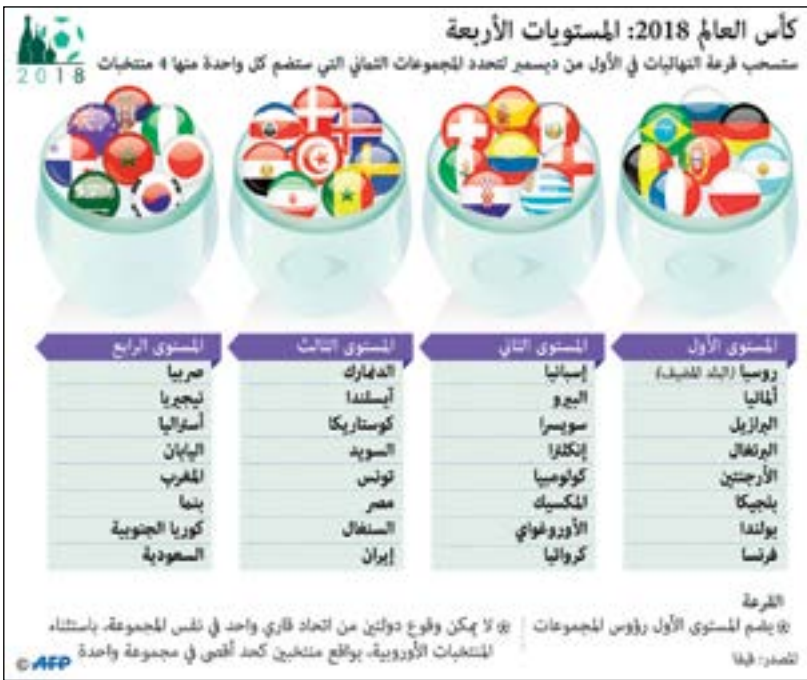 كأس العالم 2018: المستويات الأربعة
ستسحب قرعة النهائيات في الأول من ديسمبر لتحدد المجموعات الثماني التي ستضم كل واحدة منها 4 منتخبات
2018
المستوى الأول
روسيا (البلد المضيف)
ألمانيا
البرازيل
البرتغال
الأرجنتين
بلجيكا
بولندا
فرنسا
المستوى الثاني
إسبانيا
البيرو
سويسرا
إنكلترا
كولومبيا
المكسيك
الأوروغواي
كرواتيا
المستوى الثالث
الدنمارك
آيسلندا
كوستاريكا
السويد
تونس
مصر
السنغال
إيران
المستوى الرابع
صربيا
نيجيريا
أستراليا
اليابان
المغرب
بنما
كوريا الجنوبية
السعودية
القرعة
يضم المستوى الأول رؤوس المجموعات
لا يمكن وقوع دولتين من اتحاد قاري واحد في نفس المجموعة، باستثناء
المنتخبات الأوروبية، بواقع منتخبين كحد أقصى في مجموعة واحدة
المصدر: فيفا
© AFP